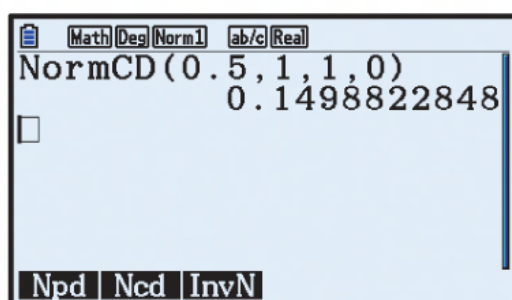 Math Deg Norm1 ab/c Real
NormCD(0.5,1,1,0)
0.1498822848
Npd Ncd InvN